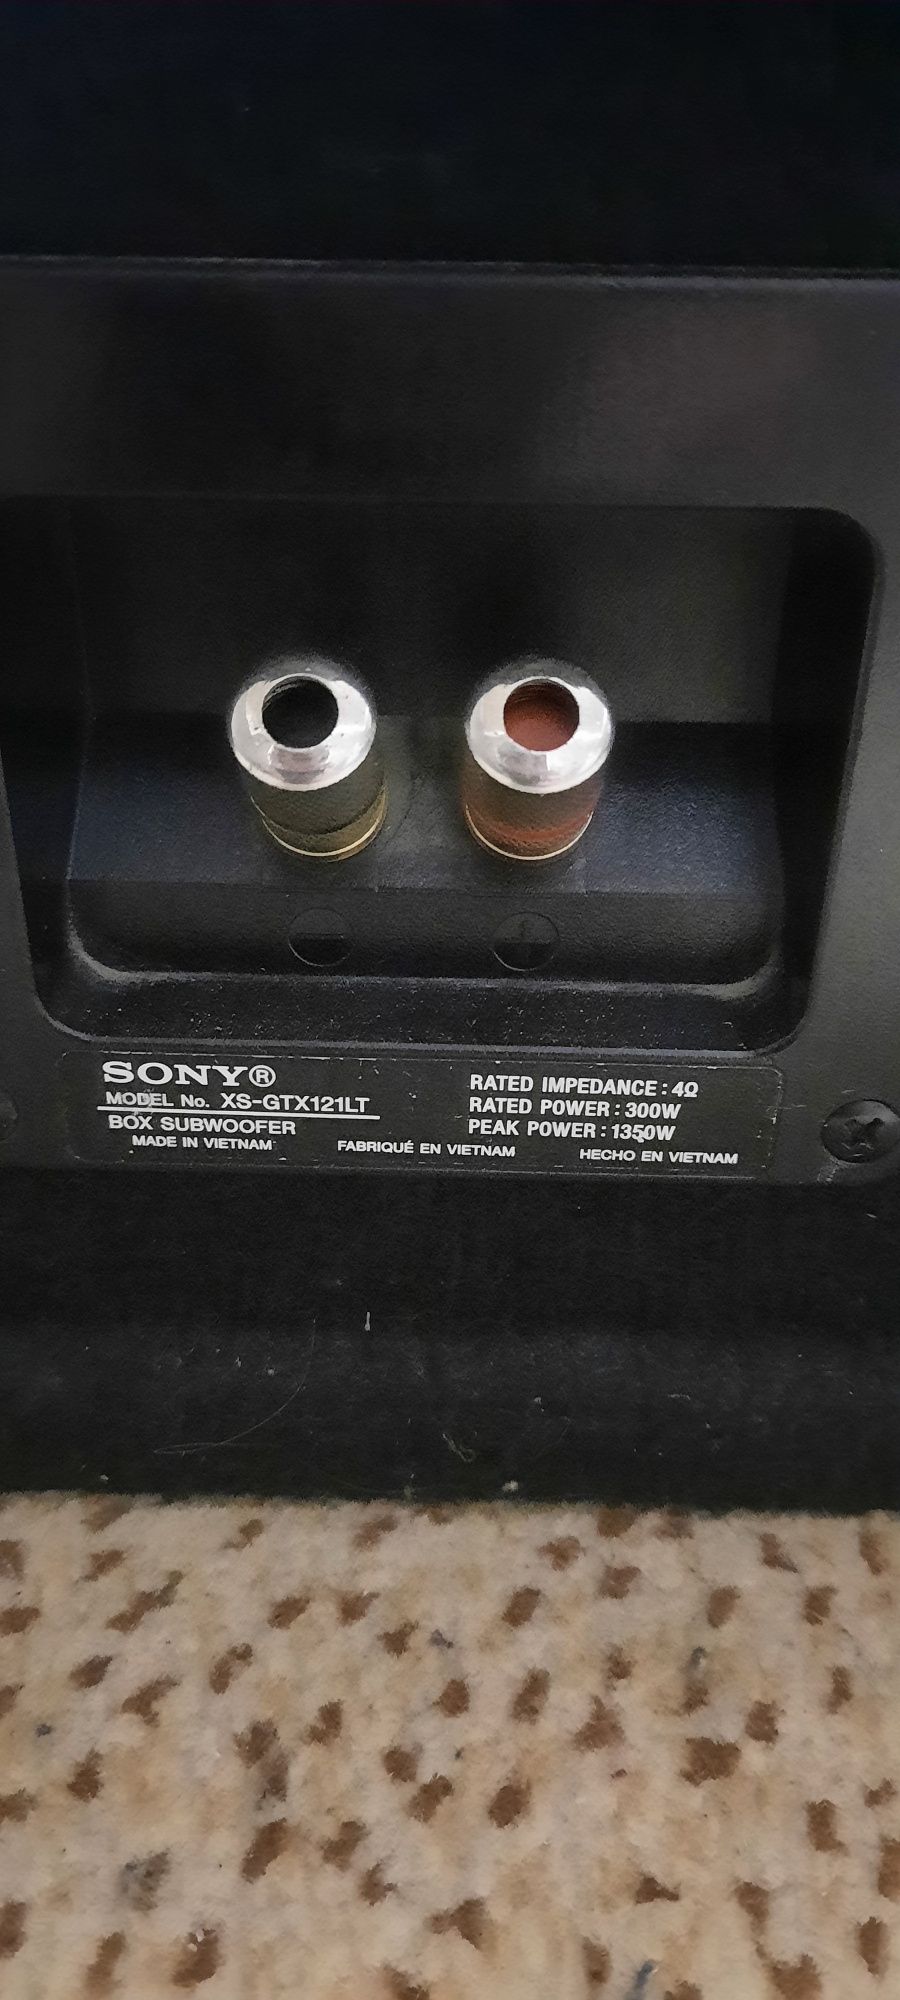 SONY®
MODEL No. XS-GTX121LT
BOX SUBWOOFER
RATED IMPEDANCE : 4Ω
RATED POWER : 300W
PEAK POWER : 1350W
MADE IN VIETNAM FABRIQUÉ EN VIETNAM HECHO EN VIETNAM